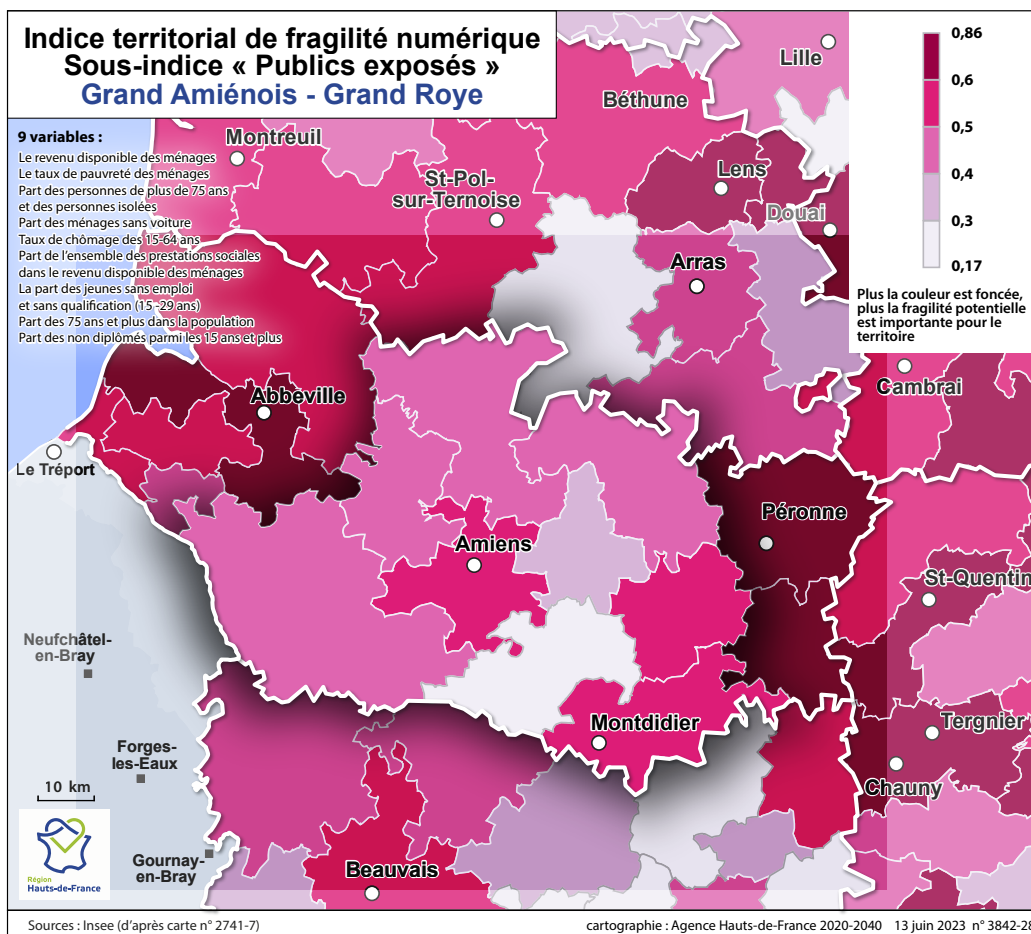 Indice territorial de fragilité numérique
Sous-indice « Publics exposés »
Grand Amiénois - Grand Roye
9 variables :
Le revenu disponible des ménages
Le taux de pauvreté des ménages
Part des personnes de plus de 75 ans
et des personnes isolées
Part des ménages sans voiture
Taux de chômage des 15-64 ans
Part de l'ensemble des prestations sociales
dans le revenu disponible des ménages
La part des jeunes sans emploi
et sans qualification (15 -29 ans)
Part des 75 ans et plus dans la population
Part des non diplômés parmi les 15 ans et plus
0,86
0,6
0,5
0,4
0,3
0,17
Plus la couleur est foncée,
plus la fragilité potentielle
est importante pour le
territoire
Lille
Béthune
Montreuil
St-Pol-
sur-Ternoise
Lens
Douai
Arras
Cambrai
Abbeville
Le Tréport
Péronne
Amiens
St-Quentin
Neufchâtel-
en-Bray
Montdidier
Tergnier
Forges-
les-Eaux
Chauny
10 km
Gournay-
en-Bray
Beauvais
Région
Hauts-de-France
Sources : Insee (d'après carte n° 2741-7)
cartographie : Agence Hauts-de-France 2020-2040 13 juin 2023 n° 3842-28